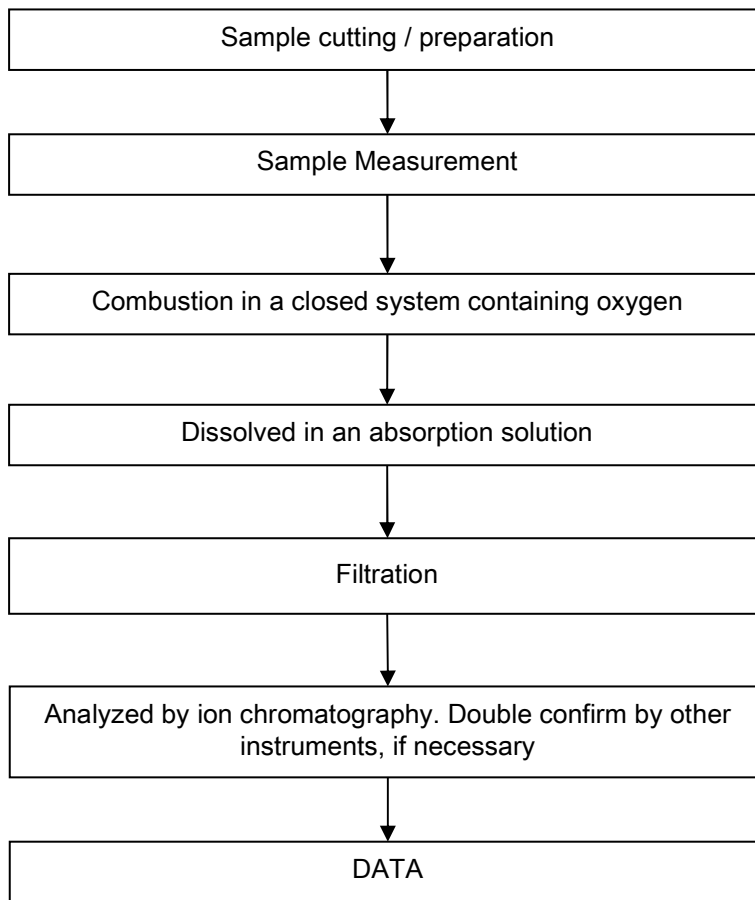 Sample cutting / preparation
Sample Measurement
Combustion in a closed system containing oxygen
Dissolved in an absorption solution
Filtration
Analyzed by ion chromatography. Double confirm by other
instruments, if necessary
DATA